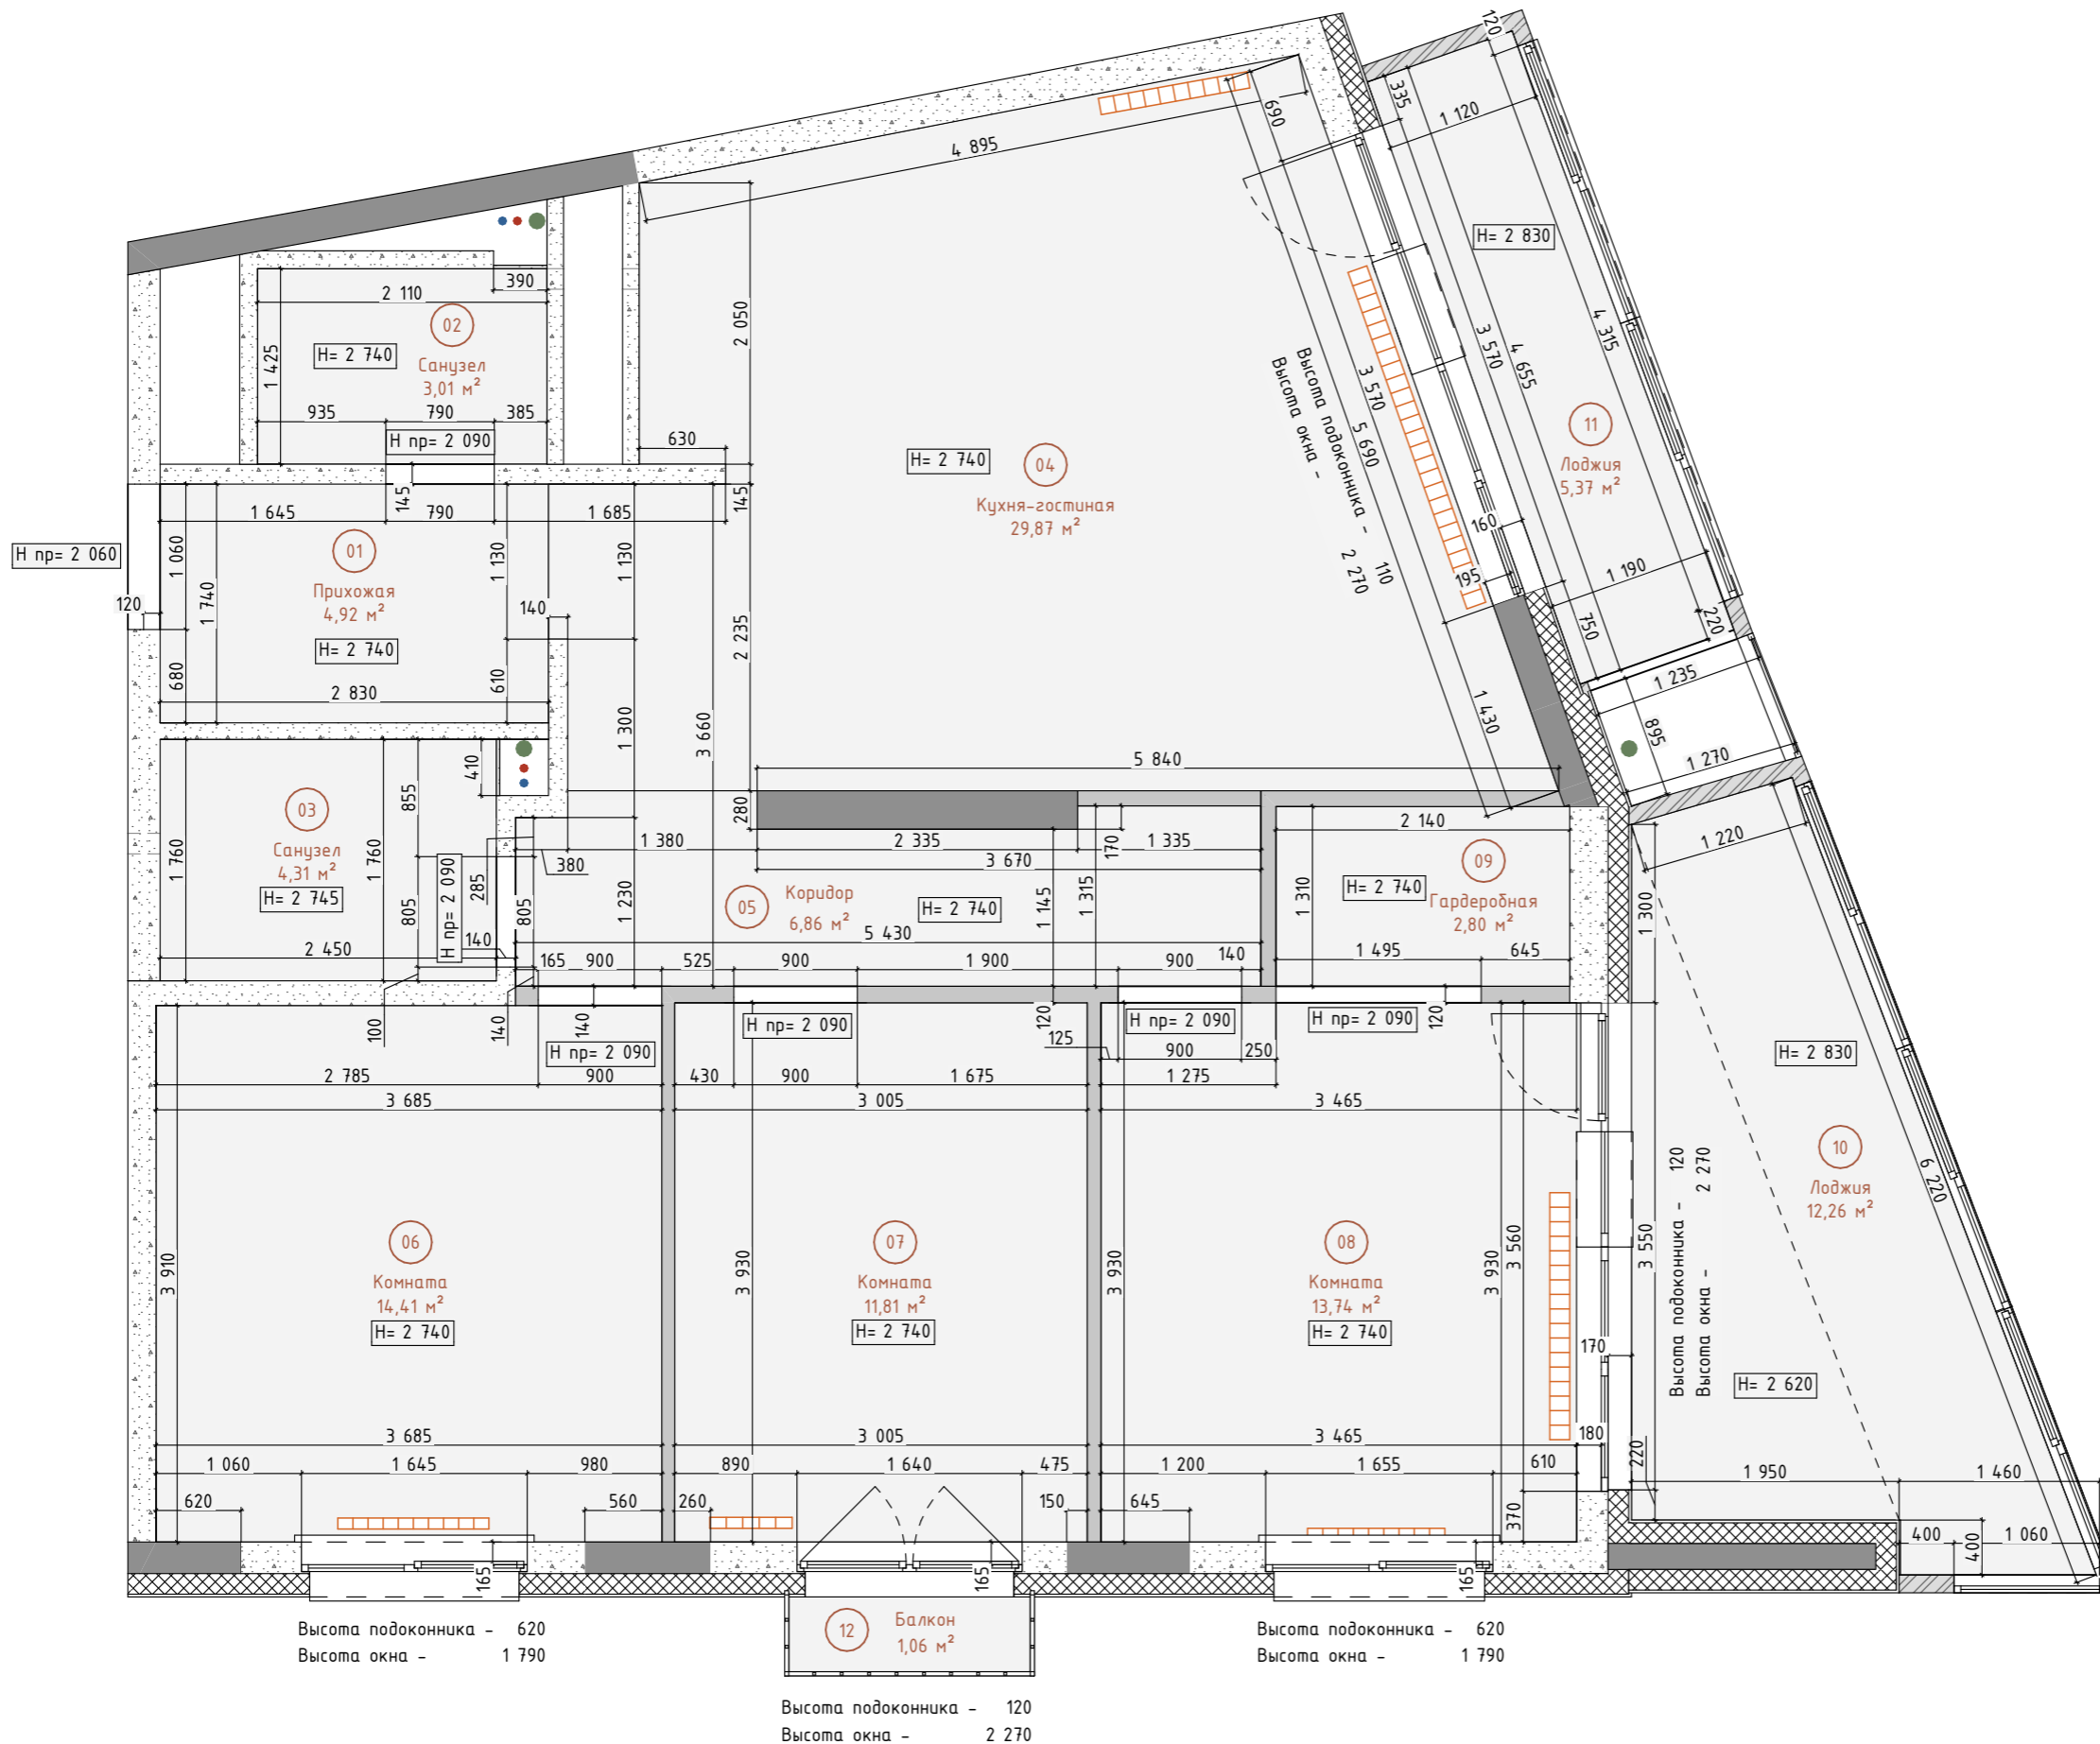 120
335
1 120
690
4 895
H= 2 830
390
2 110
02
Санузел
3,01 м²
H= 2 740
1 425
935
790
385
H пр= 2 090
2 050
630
145
H= 2 740
04
Кухня-гостиная
29,87 м²
Высота подоконника - 110
Высота окна - 2 270
3 570
5 690
3 570
4 655
4 315
11
Лоджия
5,37 м²
160
195
1 190
750
220
1 235
895
1 270
1 430
1 645
145
790
1 685
H пр= 2 060
120
1 060
680
1 740
01
Прихожая
4,92 м²
H= 2 740
2 830
1 130
610
140
1 130
1 300
3 660
2 235
5 840
280
410
855
03
Санузел
4,31 м²
H= 2 745
1 760
1 760
805
H пр= 2 090
285
805
380
1 230
2 450
140
1 380
2 335
170
1 335
3 670
05
Коридор
6,86 м²
H= 2 740
1 145
1 315
5 430
2 140
1 310
09
Гардеробная
2,80 м²
H= 2 740
1 495
645
1 220
1 300
165
900
525
900
1 900
900
140
100
140
140
H пр= 2 090
H пр= 2 090
120
H пр= 2 090
H пр= 2 090
120
125
900
250
2 785
900
430
900
1 675
1 275
3 685
3 005
3 465
H= 2 830
10
Лоджия
12,26 м²
6 220
Высота подоконника - 120
Высота окна - 2 270
3 550
3 910
06
Комната
14,41 м²
H= 2 740
3 930
07
Комната
11,81 м²
H= 2 740
3 930
08
Комната
13,74 м²
H= 2 740
3 930
3 560
170
180
H= 2 620
3 685
3 005
3 465
1 060
1 645
980
890
1 640
475
1 200
1 655
610
220
1 950
1 460
620
560
260
150
645
370
400
400
1 060
165
165
165
Высота подоконника - 620
Высота окна - 1 790
12
Балкон
1,06 м²
Высота подоконника - 620
Высота окна - 1 790
Высота подоконника - 120
Высота окна - 2 270